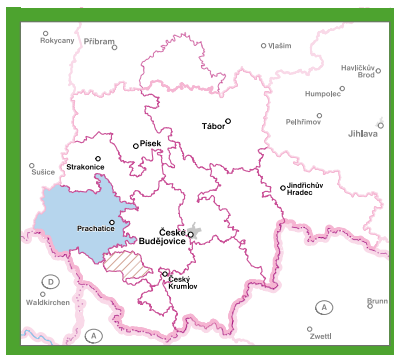 Rokycany
Příbram
Vlašim
Havlíčkův
Brod
Humpolec
Pelhřimov
Tábor
Jihlava
Písek
Strakonice
Sušice
Jindřichův
Hradec
Prachatice
České
Budějovice
Český
Krumlov
D
Waldkirchen
A
Brunn
A
Zwettl